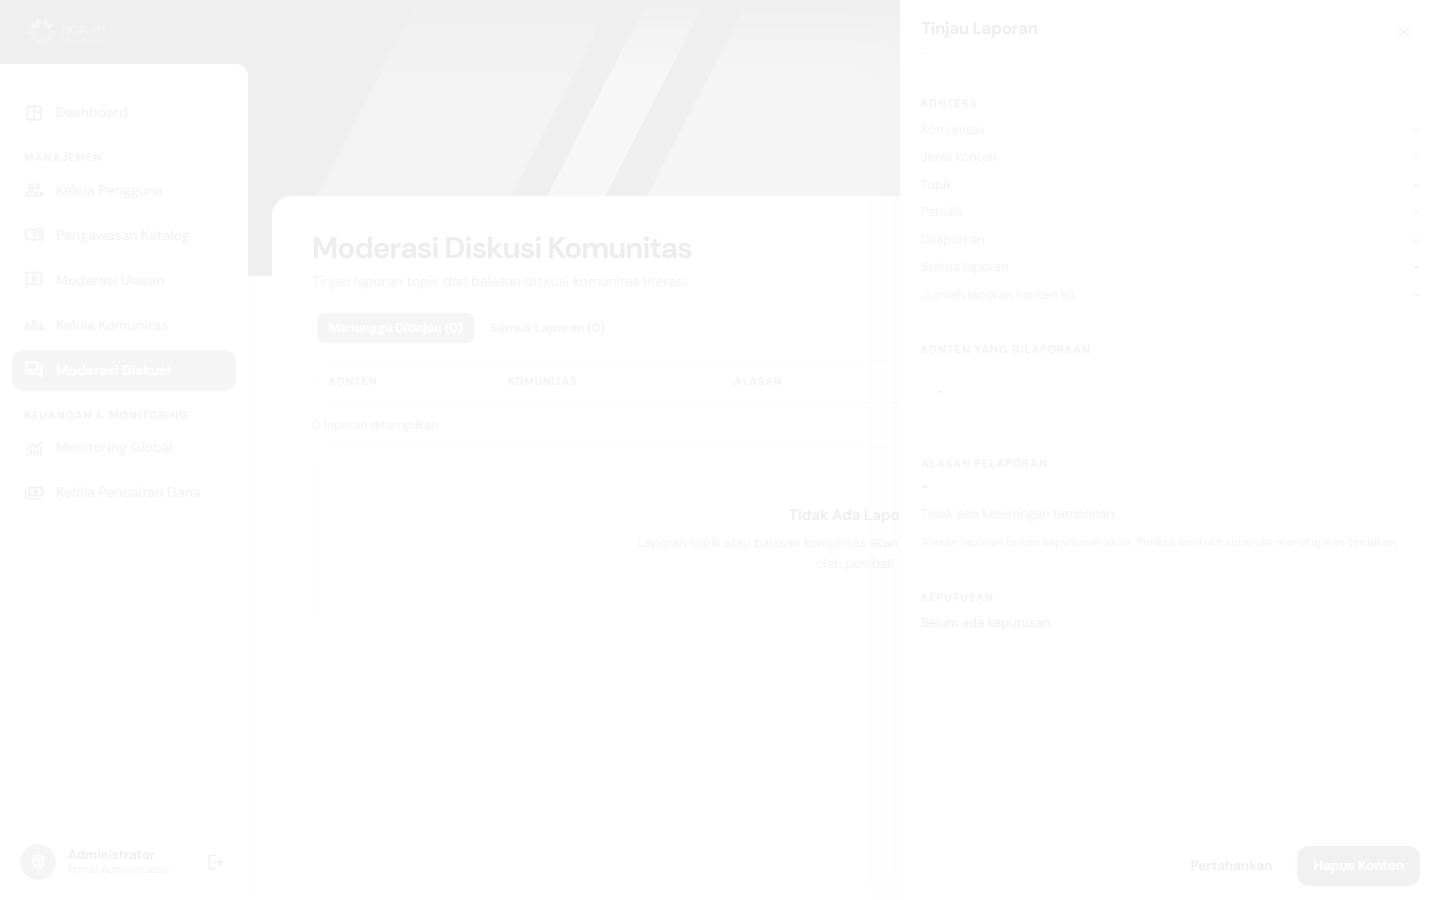 Dashboard
MANAJEMEN
Kelola Pengguna
Pengawasan Katalog
Moderasi Ulasan
Kelola Komunitas
Moderasi Diskusi
KEUANGAN & MONITORING
Monitoring Global
Kelola Pencairan Dana
Administrator
Portal Administrator
Moderasi Diskusi Komunitas
Tinjau laporan topik dan balasan diskusi komunitas literasi.
Menunggu Ditinjau (0) Semua Laporan (0)
KONTEN KOMUNITAS ALASAN
0 laporan ditampilkan
Tidak Ada Lapo
Laporan topik atau balasan komunitas akan
oleh pembeli.
Tinjau Laporan
–
KONTEKS
Komunitas –
Jenis konten –
Topik –
Penulis –
Dilaporkan –
Status laporan –
Jumlah laporan konten ini –
KONTEN YANG DILAPORKAN
–
ALASAN PELAPORAN
–
Tidak ada keterangan tambahan.
Alasan laporan bukan keputusan akhir. Periksa konteks sebelum menetapkan tindakan.
KEPUTUSAN
Belum ada keputusan.
Pertahankan Hapus Konten